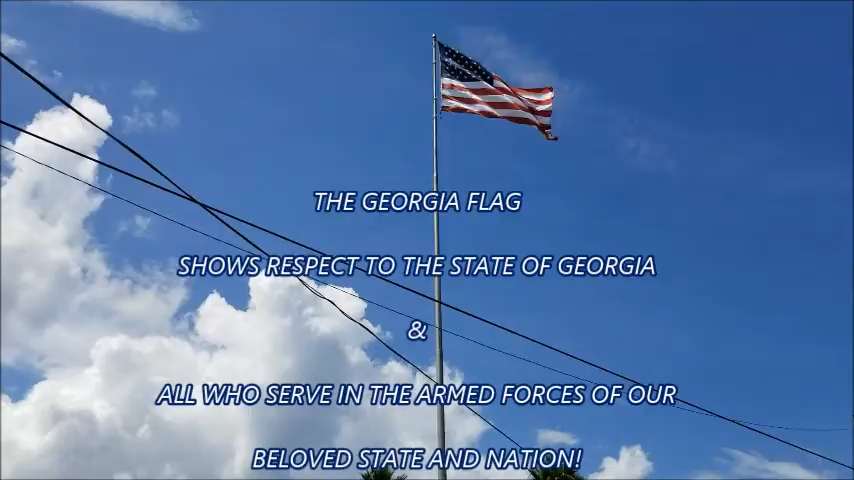 THE GEORGIA FLAG
SHOWS RESPECT TO THE STATE OF GEORGIA
&
ALL WHO SERVE IN THE ARMED FORCES OF OUR
BELOVED STATE AND NATION!